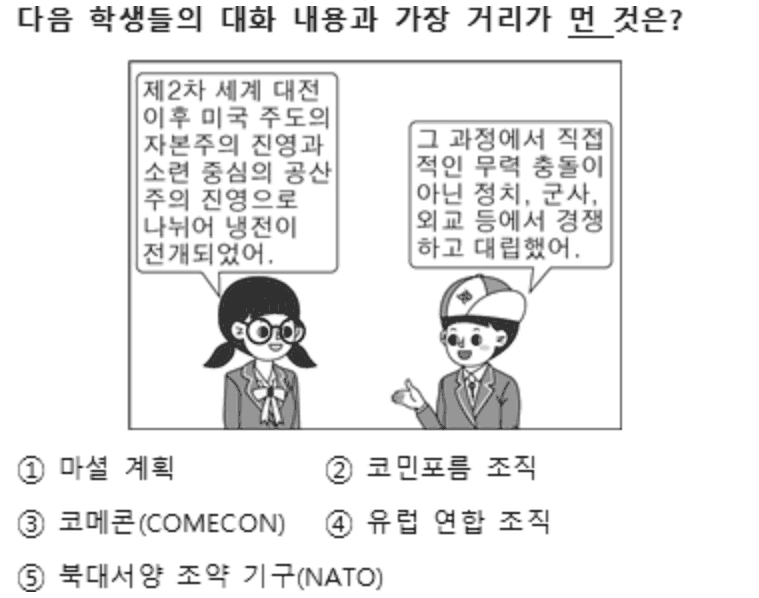 다음 학생들의 대화 내용과 가장 거리가 먼 것은?
제2차 세계 대전
이후 미국 주도의
자본주의 진영과
소련 중심의 공산
주의 진영으로
나뉘어 냉전이
전개되었어.
그 과정에서 직접
적인 무력 충돌이
아닌 정치, 군사,
외교 등에서 경쟁
하고 대립했어.
① 마셜 계획
② 코민포름 조직
③ 코메콘(COMECON)
④ 유럽 연합 조직
⑤ 북대서양 조약 기구(NATO)